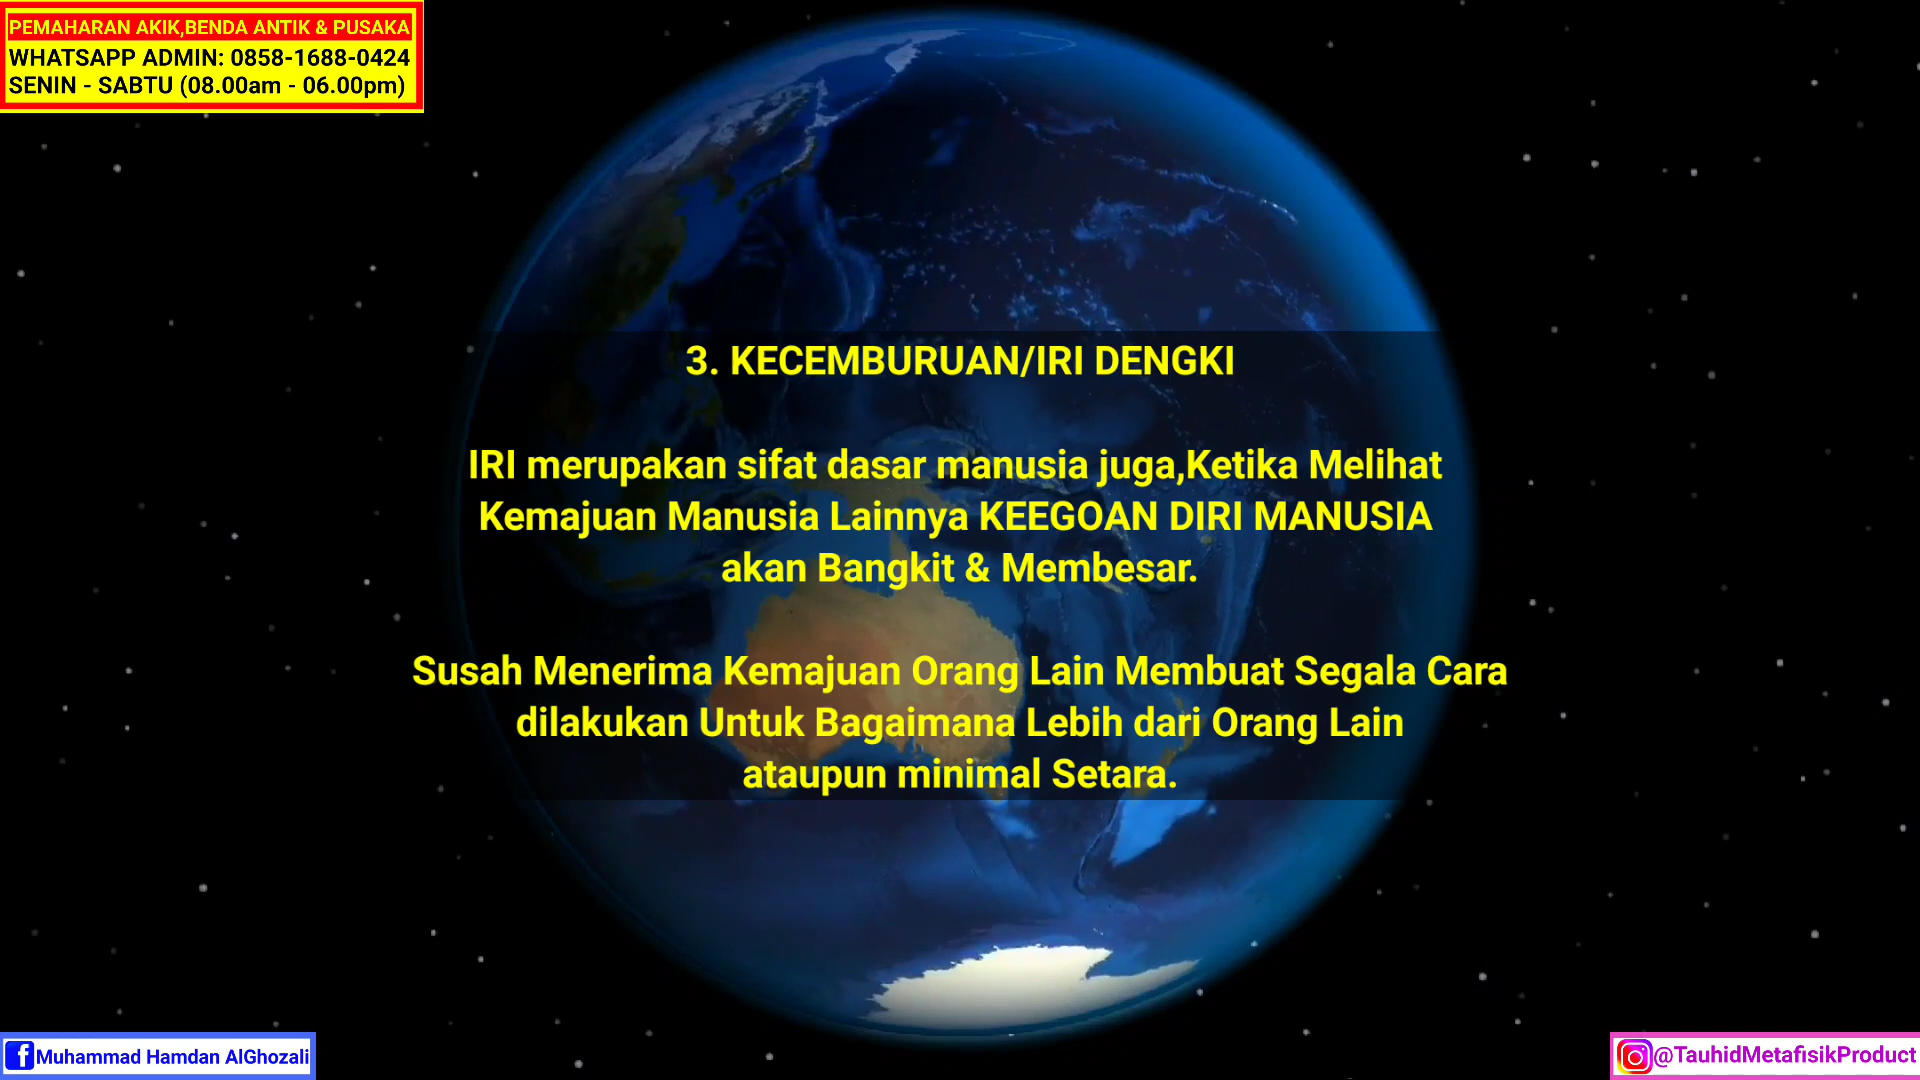 PEMAHARAN AKIK,BENDA ANTIK & PUSAKA
WHATSAPP ADMIN: 0858-1688-0424
SENIN - SABTU (08.00am - 06.00pm)
3. KECEMBURUAN/IRI DENGKI
IRI merupakan sifat dasar manusia juga,Ketika Melihat
Kemajuan Manusia Lainnya KEEGOAN DIRI MANUSIA
akan Bangkit & Membesar.
Susah Menerima Kemajuan Orang Lain Membuat Segala Cara
dilakukan Untuk Bagaimana Lebih dari Orang Lain
ataupun minimal Setara.
Muhammad Hamdan AlGhozali
@TauhidMetafisikProduct